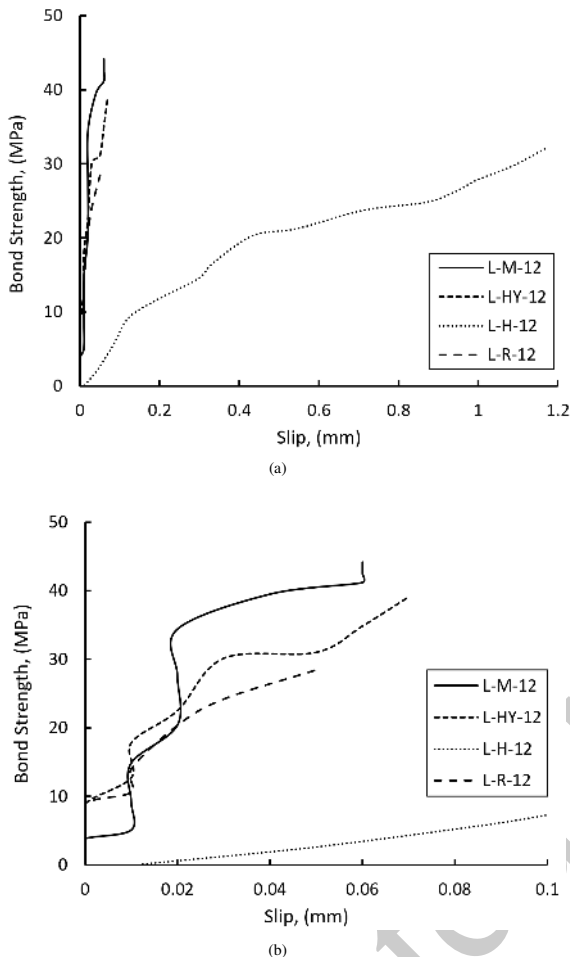 50
40
30
20
10
0
Bond Strength, (MPa)
L-M-12
L-HY-12
L-H-12
L-R-12
0 0.2 0.4 0.6 0.8 1 1.2
Slip, (mm)
(a)
50
40
30
20
10
0
Bond Strength, (MPa)
L-M-12
L-HY-12
L-H-12
L-R-12
0 0.02 0.04 0.06 0.08 0.1
Slip, (mm)
(b)